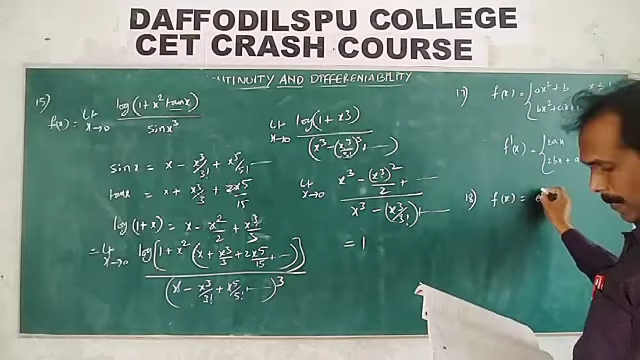 DAFFODILSPU COLLEGE
CET CRASH COURSE
CONTINUITY AND DIFFERENIABILITY
15)
f(x) = Lt x→0 log(1+x² tanx) / sinx³
sinx = x - x³/3! + x⁵/5! ----
tanx = x + x³/3 + 2x5/15
log(1+x) = x - x²/2 + x³/3
= Lt x→0 log[1+x²(x + x³/3 + 2x5/15 + ---)] / (x - x³/3! + x⁵/5! + ---)³
Lt x→0 log(1+x3) / (x³-(x³/3!)³+ ---)
Lt x→0 x³ - (x3)²/2 + --- / x³ - (x³/3!) + ----
= 1
17) f(x) = { ax² + b x ≤ 1
bx² + ax +
f'(x) = { 2ax
2bx + a
18) f(x) =